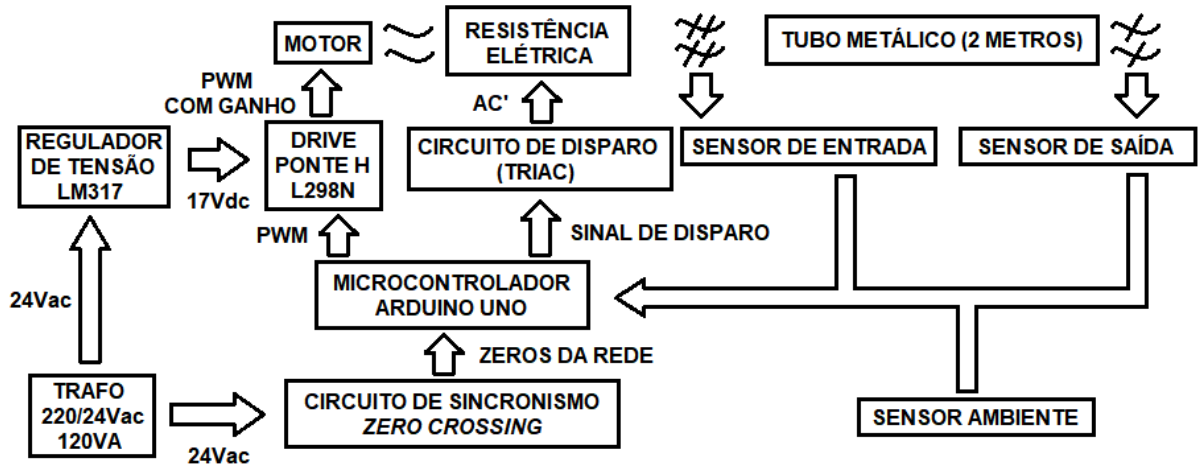 MOTOR
RESISTÊNCIA
ELÉTRICA
TUBO METÁLICO (2 METROS)
PWM
COM GANHO
AC'
REGULADOR
DE TENSÃO
LM317
17Vdc
DRIVE
PONTE H
L298N
CIRCUITO DE DISPARO
(TRIAC)
SENSOR DE ENTRADA
SENSOR DE SAÍDA
PWM
SINAL DE DISPARO
24Vac
MICROCONTROLADOR
ARDUINO UNO
ZEROS DA REDE
TRAFO
220/24Vac
120VA
24Vac
CIRCUITO DE SINCRONISMO
ZERO CROSSING
SENSOR AMBIENTE